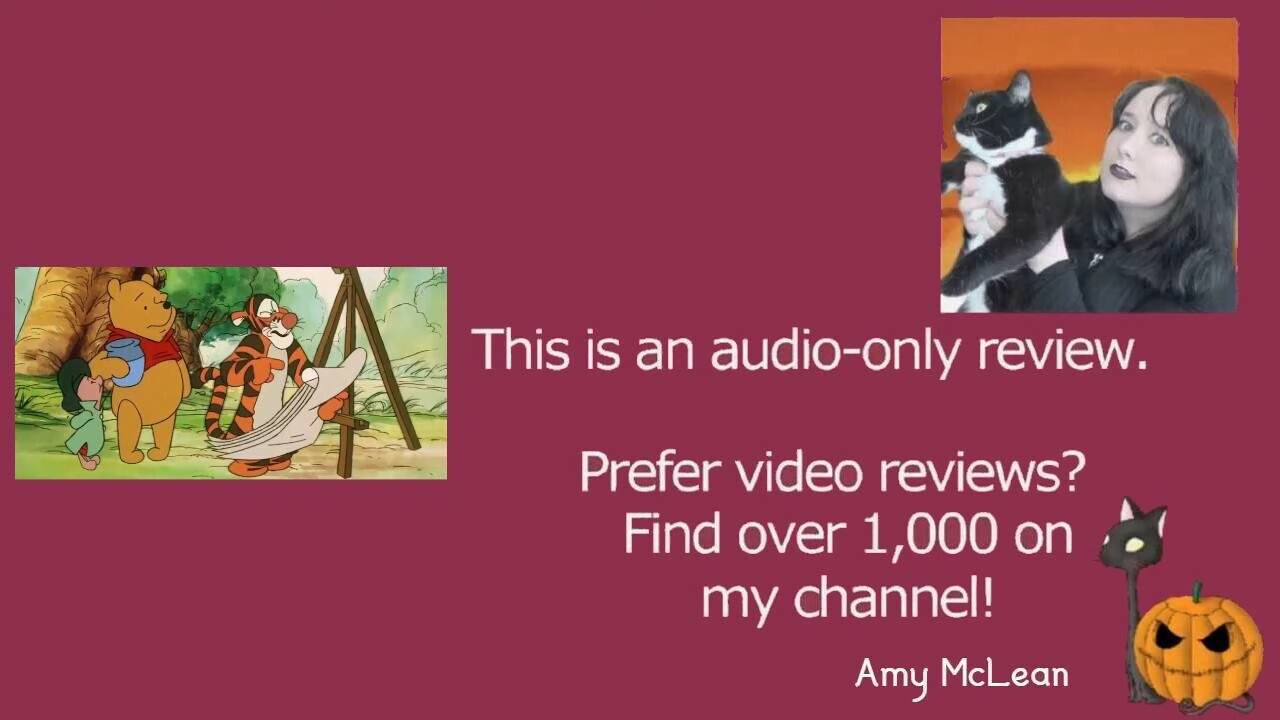 This is an audio-only review.
Prefer video reviews?
Find over 1,000 on
my channel!
Amy McLean